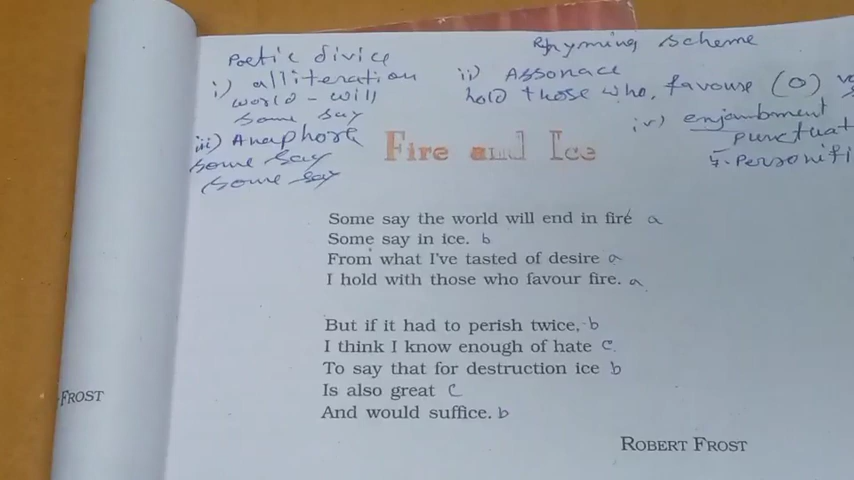 Poetic divice
Rhyming scheme
i) alliteration
ii) Assonace
world - will
hold those who, favour (o)
some say
iii) Anaphore
iv) enjambment
some say
some say
5. Personifi
Fire and Ice
Some say the world will end in fire a
Some say in ice. b
From what I've tasted of desire a
I hold with those who favour fire. a
But if it had to perish twice, b
I think I know enough of hate c
To say that for destruction ice b
Is also great c
And would suffice. b
ROBERT FROST
FROST